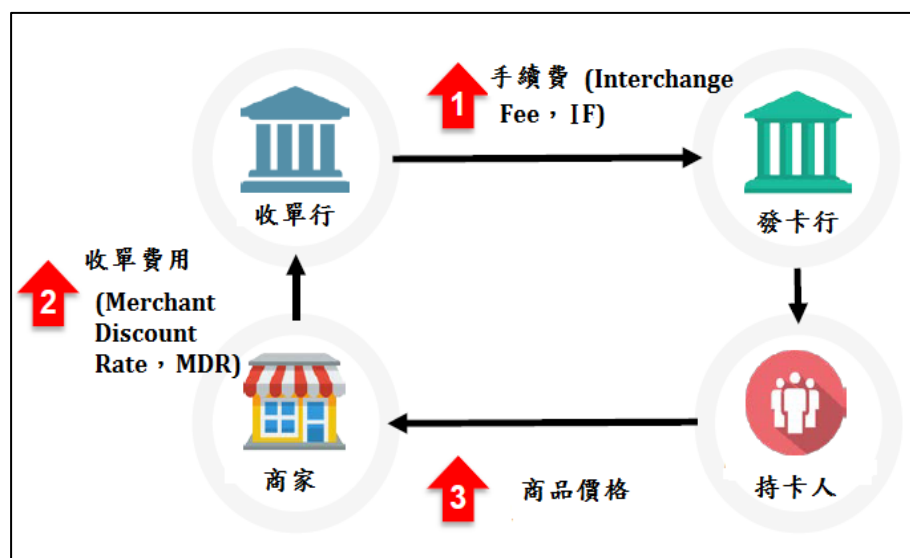 1
手續費 (Interchange
Fee，IF)
收單行
發卡行
2
收單費用
(Merchant
Discount
Rate，MDR)
商家
持卡人
3
商品價格